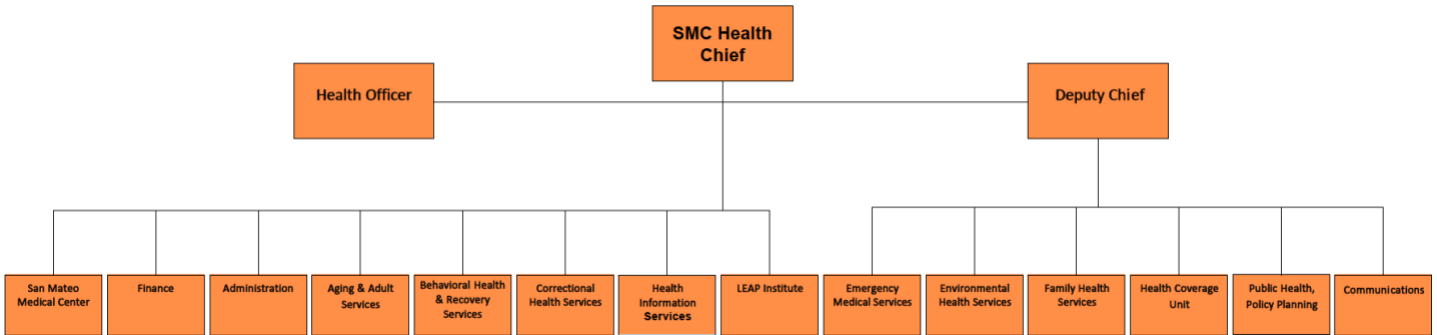 SMC Health
Chief
Health Officer
Deputy Chief
San Mateo
Medical Center
Finance
Administration
Aging & Adult
Services
Behavioral Health
& Recovery
Services
Correctional
Health Services
Health
Information
Services
LEAP Institute
Emergency
Medical Services
Environmental
Health Services
Family Health
Services
Health Coverage
Unit
Public Health,
Policy Planning
Communications